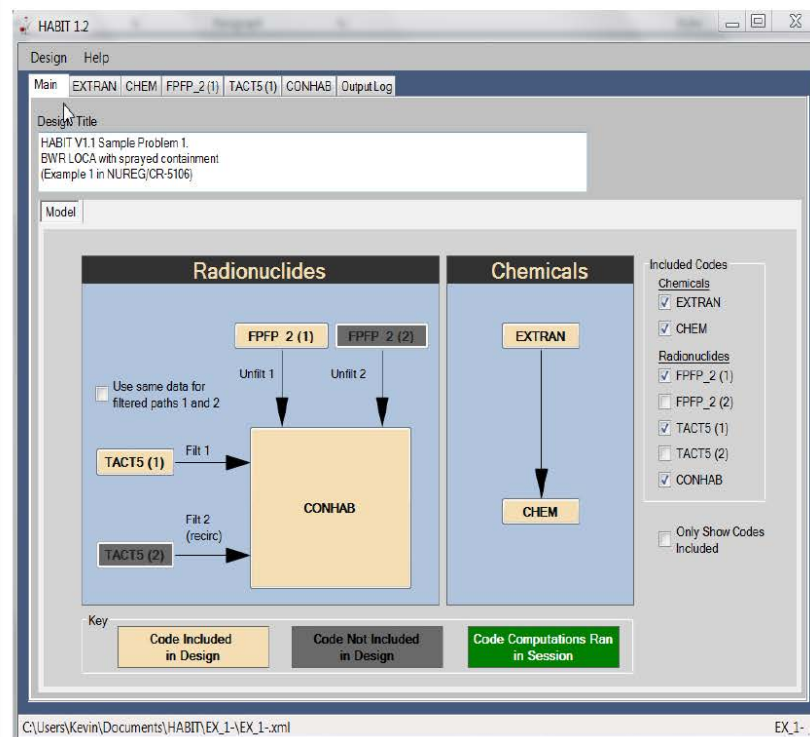 HABIT 1.2
Design Help
Main EXTRAN CHEM FPFP_2 (1) TACT5 (1) CONHAB Output Log
Design Title
HABIT V1.1 Sample Problem 1.
BWR LOCA with sprayed containment
(Example 1 in NUREG/CR-5106)
Model
Radionuclides
FPFP_2 (1) FPFP_2 (2)
Unfilt 1 Unfilt 2
Use same data for
filtered paths 1 and 2
TACT5 (1)
Filt 1
CONHAB
Filt 2
(recirc)
TACT5 (2)
Chemicals
EXTRAN
CHEM
Included Codes
Chemicals
EXTRAN
CHEM
Radionuclides
FPFP_2 (1)
FPFP_2 (2)
TACT5 (1)
TACT5 (2)
CONHAB
Only Show Codes
Included
Key
Code Included
in Design
Code Not Included
in Design
Code Computations Ran
in Session
C:\Users\Kevin\Documents\HABIT\EX_1-\EX_1-.xml EX_1-